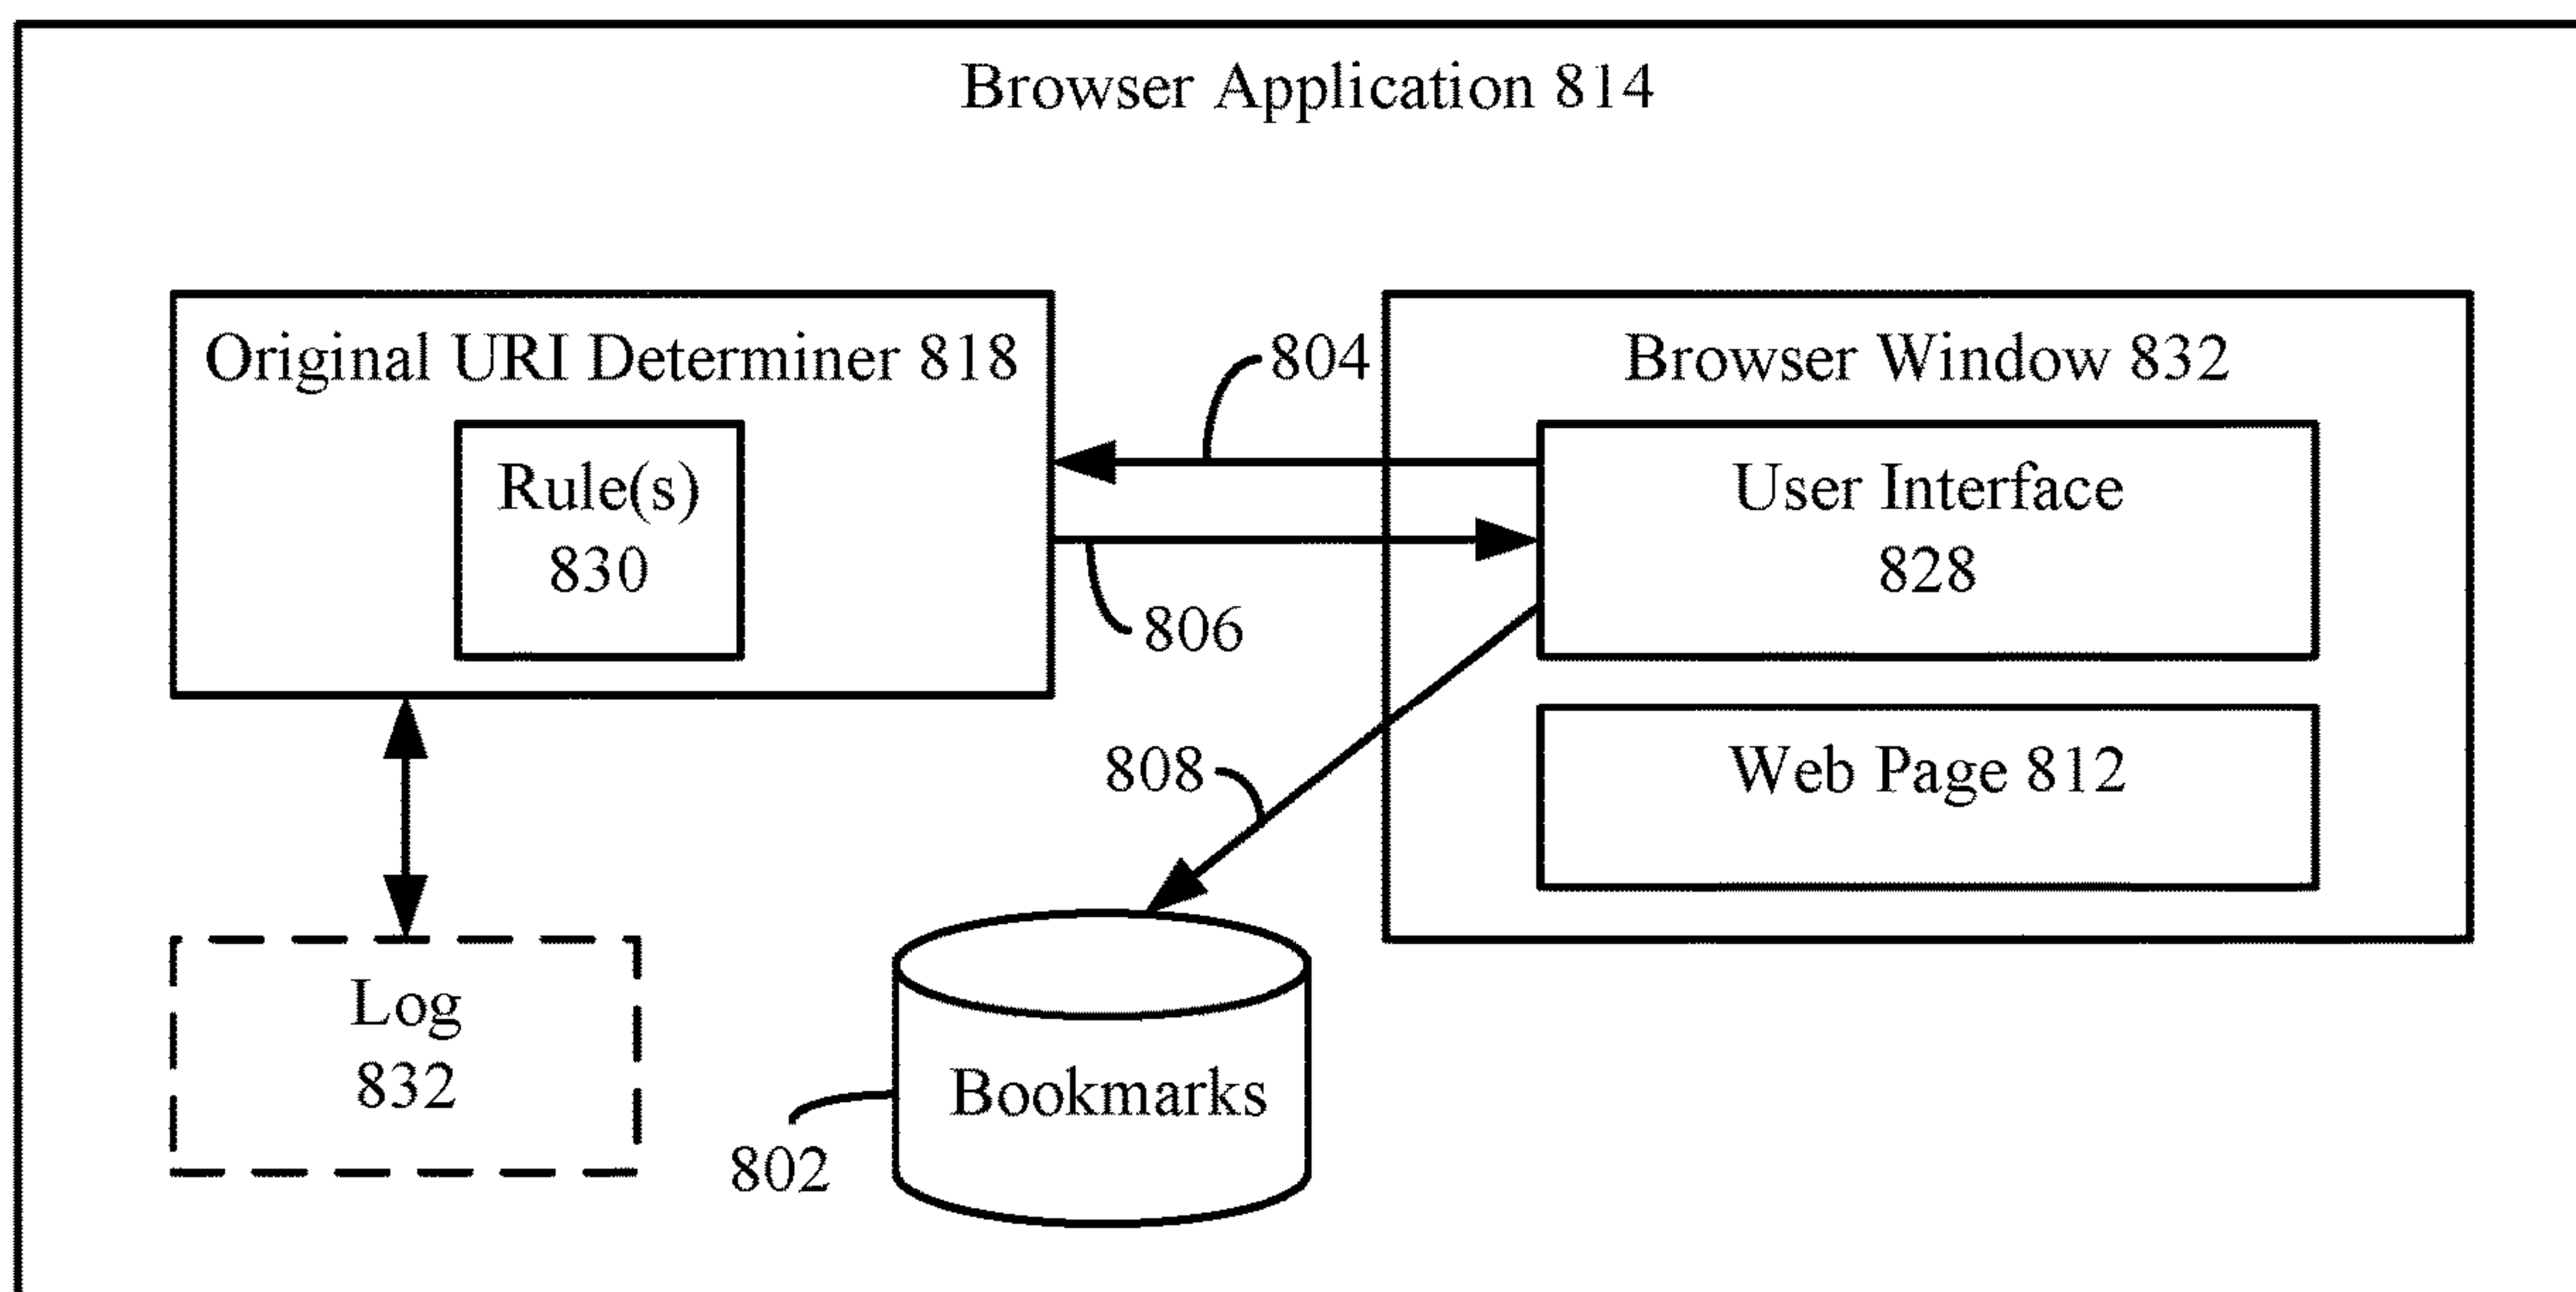 Browser Application 814
Original URI Determiner 818
Rule(s)
830
804
806
Browser Window 832
User Interface
828
Web Page 812
808
Log
832
Bookmarks
802